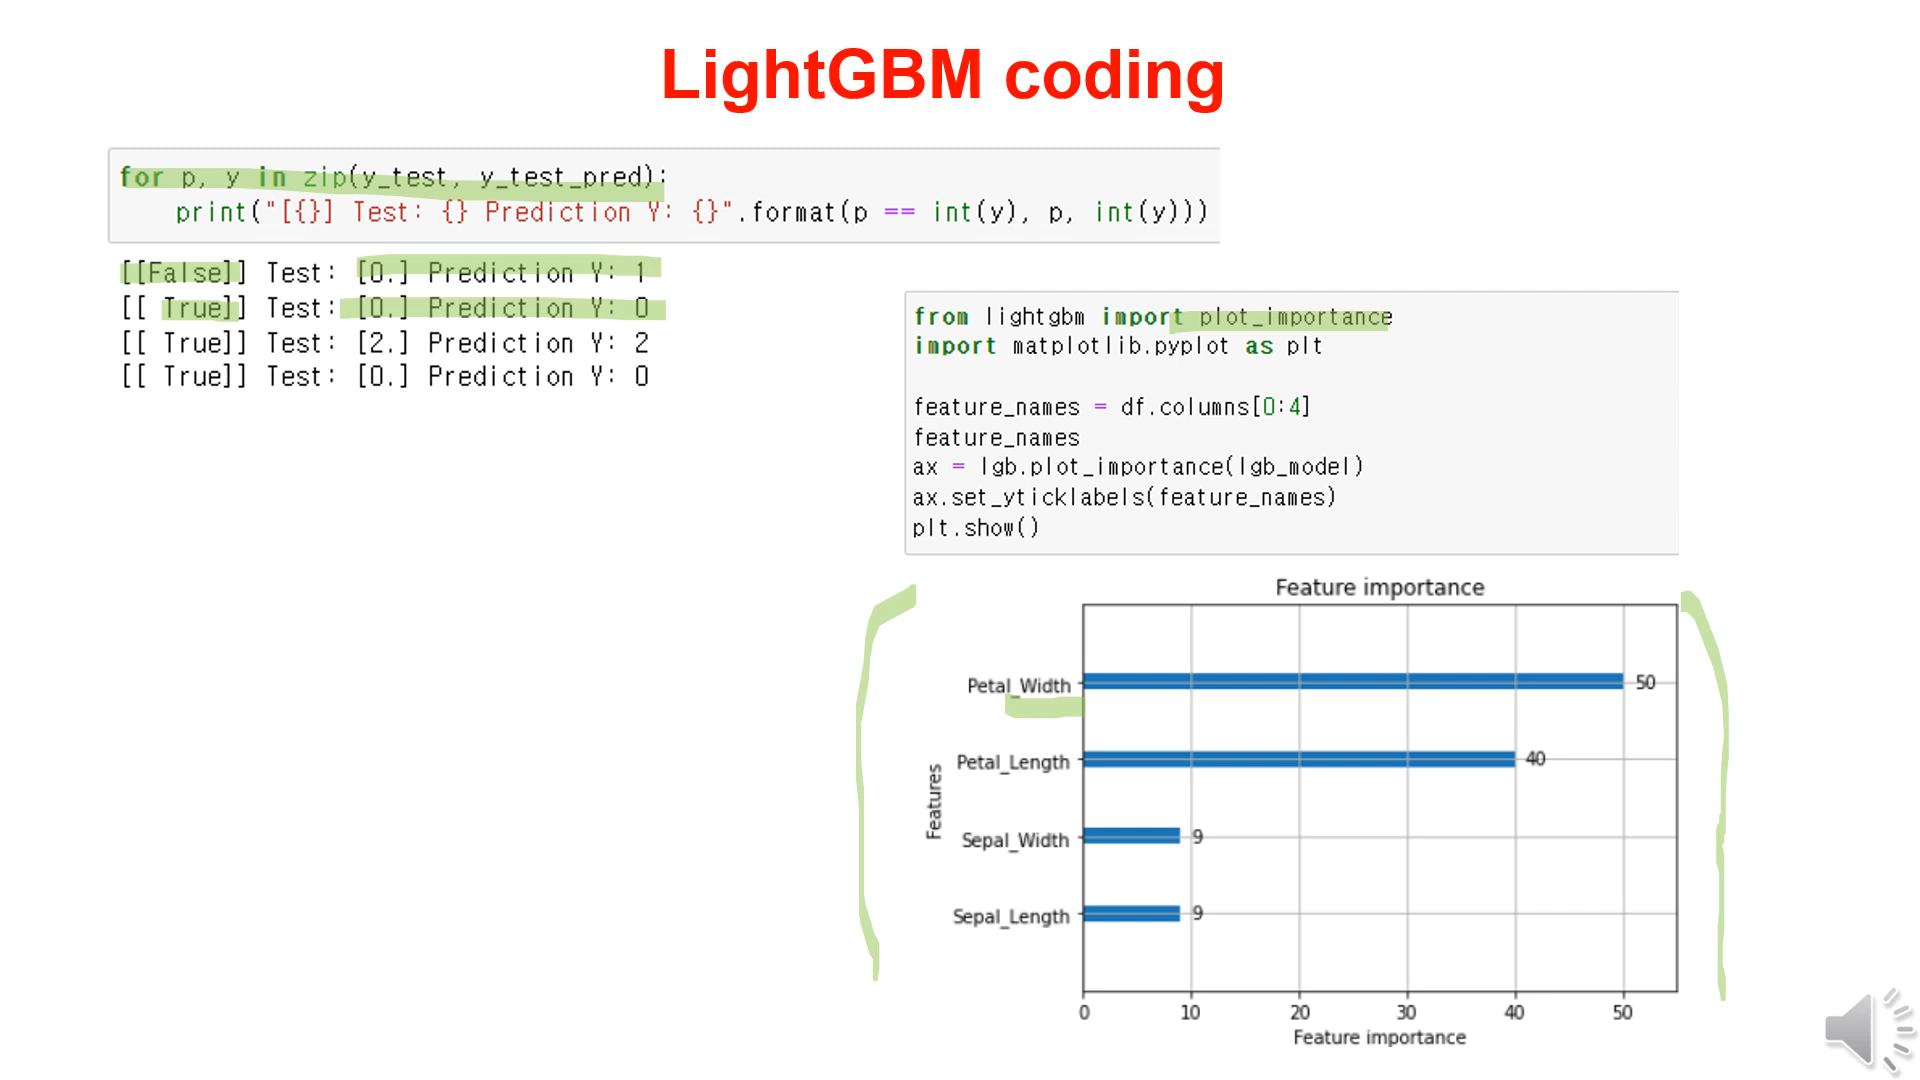 LightGBM coding
for p, y in zip(y_test, y_test_pred):
    print("[{}] Test: {} Prediction Y: {}".format(p == int(y), p, int(y)))
[[False]] Test: [0.] Prediction Y: 1
[[ True]] Test: [0.] Prediction Y: 0
[[ True]] Test: [2.] Prediction Y: 2
[[ True]] Test: [0.] Prediction Y: 0
from lightgbm import plot_importance
import matplotlib.pyplot as plt
feature_names = df.columns[0:4]
feature_names
ax = lgb.plot_importance(lgb_model)
ax.set_yticklabels(feature_names)
plt.show()
Feature importance
Petal_Width 50
Petal_Length 40
Sepal_Width 9
Sepal_Length 9
Features
0 10 20 30 40 50
Feature importance